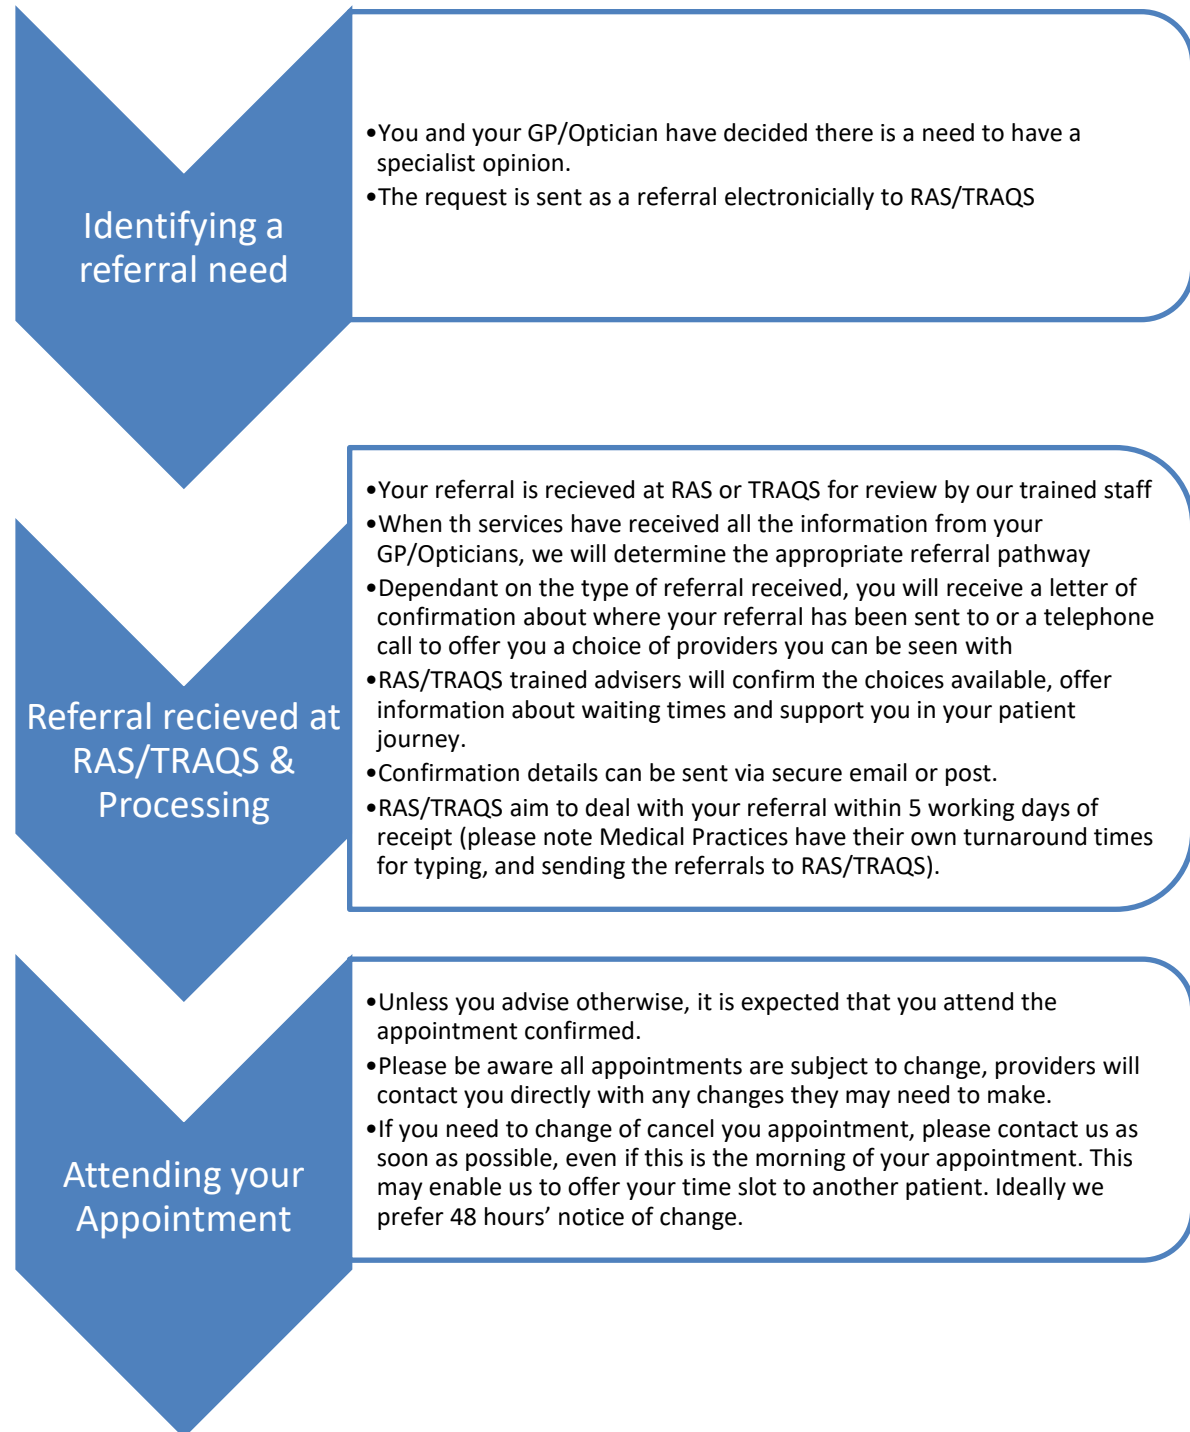 Identifying a
referral need
•You and your GP/Optician have decided there is a need to have a
specialist opinion.
•The request is sent as a referral electronicially to RAS/TRAQS
Referral recieved at
RAS/TRAQS &
Processing
•Your referral is recieved at RAS or TRAQS for review by our trained staff
•When th services have received all the information from your
GP/Opticians, we will determine the appropriate referral pathway
•Dependant on the type of referral received, you will receive a letter of
confirmation about where your referral has been sent to or a telephone
call to offer you a choice of providers you can be seen with
•RAS/TRAQS trained advisers will confirm the choices available, offer
information about waiting times and support you in your patient
journey.
•Confirmation details can be sent via secure email or post.
•RAS/TRAQS aim to deal with your referral within 5 working days of
receipt (please note Medical Practices have their own turnaround times
for typing, and sending the referrals to RAS/TRAQS).
Attending your
Appointment
•Unless you advise otherwise, it is expected that you attend the
appointment confirmed.
•Please be aware all appointments are subject to change, providers will
contact you directly with any changes they may need to make.
•If you need to change of cancel you appointment, please contact us as
soon as possible, even if this is the morning of your appointment. This
may enable us to offer your time slot to another patient. Ideally we
prefer 48 hours’ notice of change.